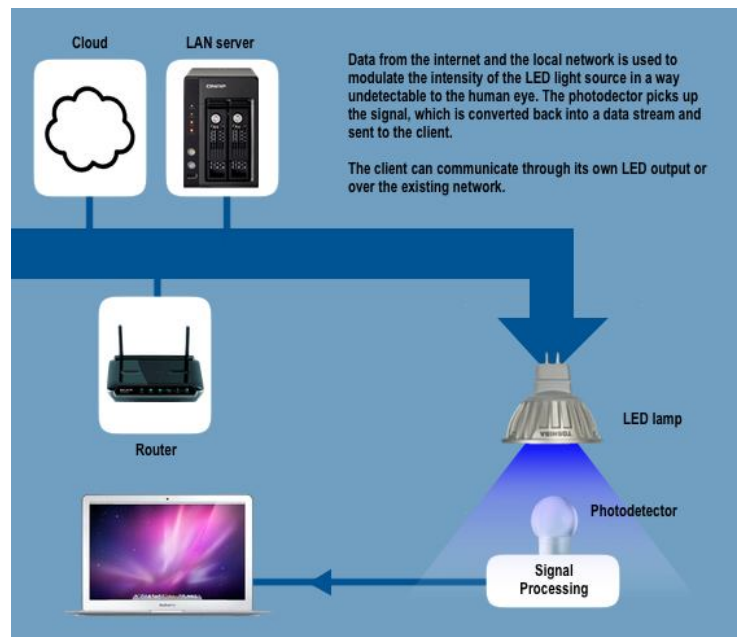 Cloud
LAN server
Data from the internet and the local network is used to
modulate the intensity of the LED light source in a way
undetectable to the human eye. The photodector picks up
the signal, which is converted back into a data stream and
sent to the client.
The client can communicate through its own LED output or
over the existing network.
QNAP
Router
TOSHIBA
LED lamp
Photodetector
Signal
Processing